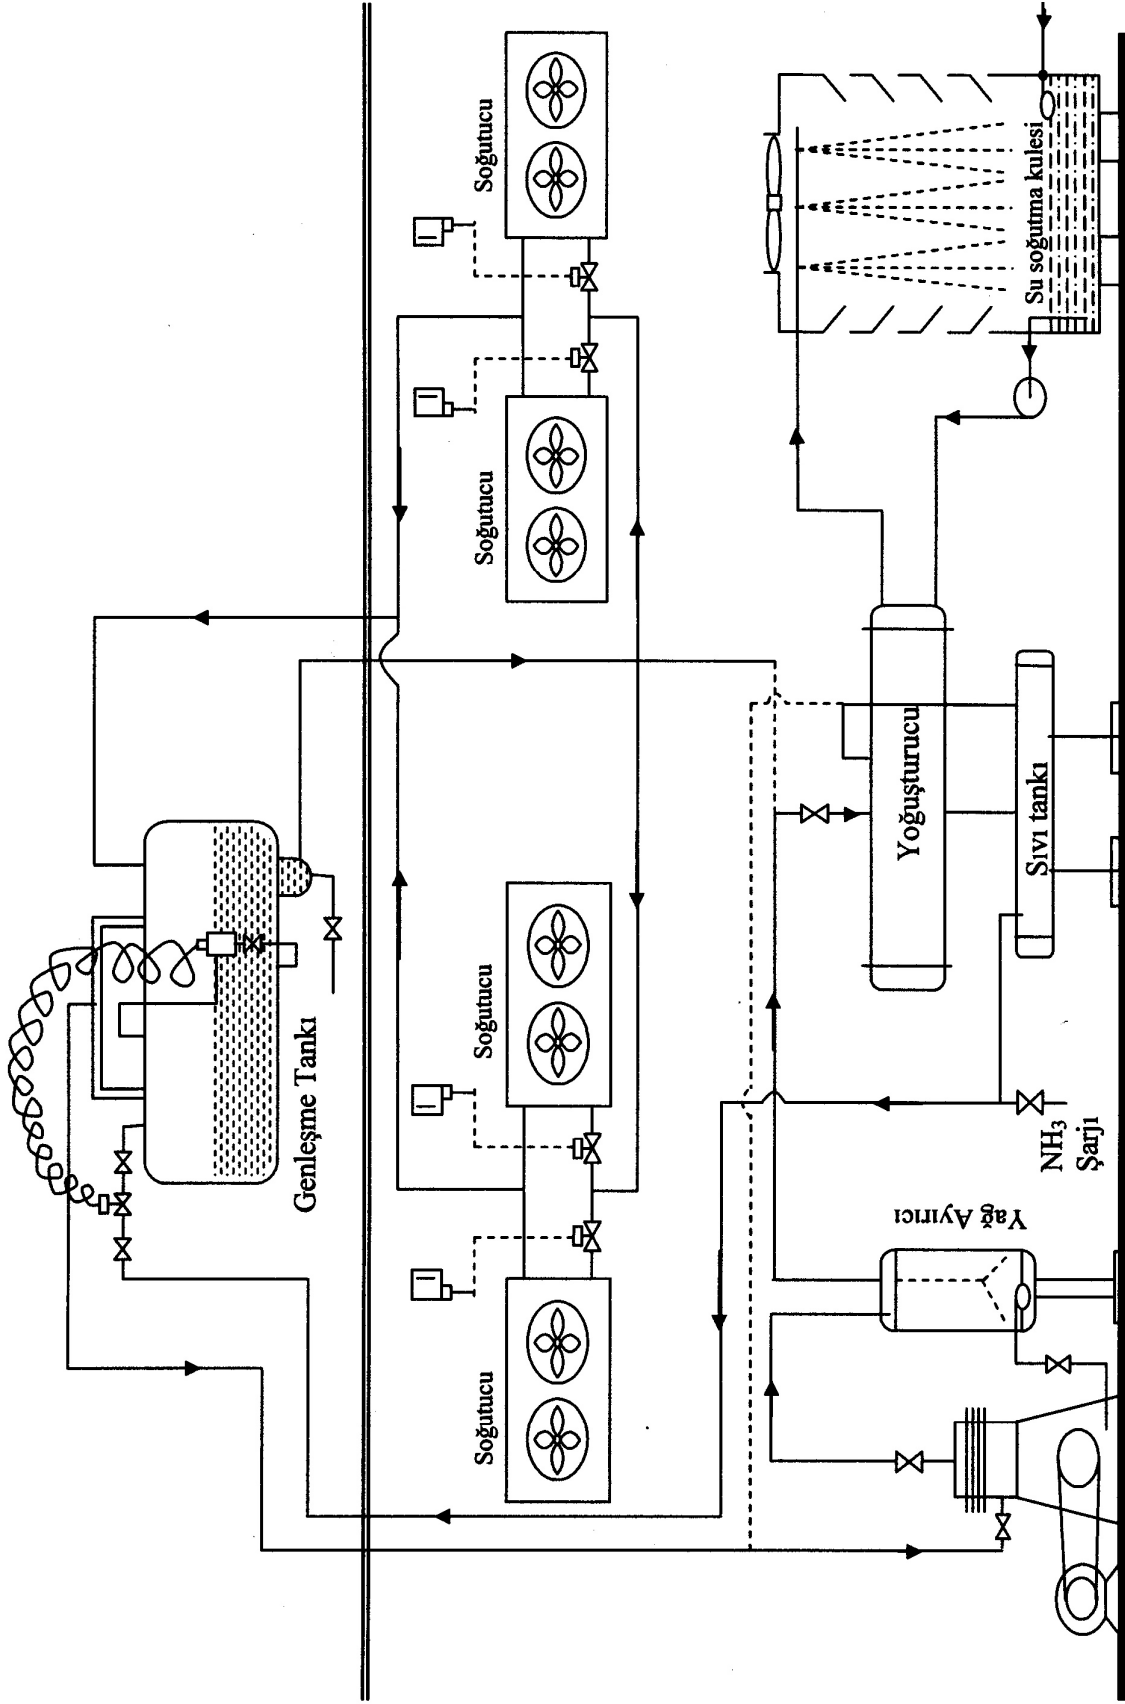 Genleşme Tankı
Soğutucu
Soğutucu
Soğutucu
Soğutucu
Yağ Ayırıcı
NH₃
Şarjı
Yoğuşturucu
Sıvı tankı
Su soğutma kulesi